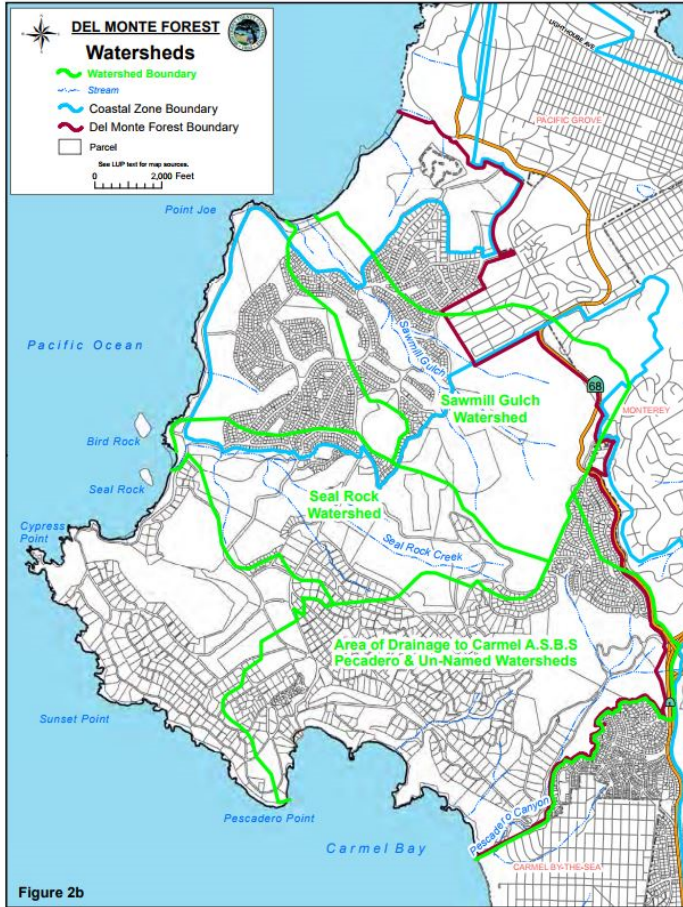 DEL MONTE FOREST
Watersheds
Watershed Boundary
Stream
Coastal Zone Boundary
Del Monte Forest Boundary
Parcel
See LUP text for map sources.
0 2,000 Feet
LIGHTHOUSE AVE
PACIFIC GROVE
Point Joe
Pacific Ocean
Sawmill Gulch
68
Sawmill Gulch
Watershed
MONTEREY
Bird Rock
Seal Rock
Seal Rock
Watershed
Cypress
Point
Seal Rock Creek
Area of Drainage to Carmel A.S.B.S
Pecadero & Un-Named Watersheds
Sunset Point
Pescadero Point
Pescadero Canyon
Carmel Bay
CARMEL-BY-THE-SEA
Figure 2b